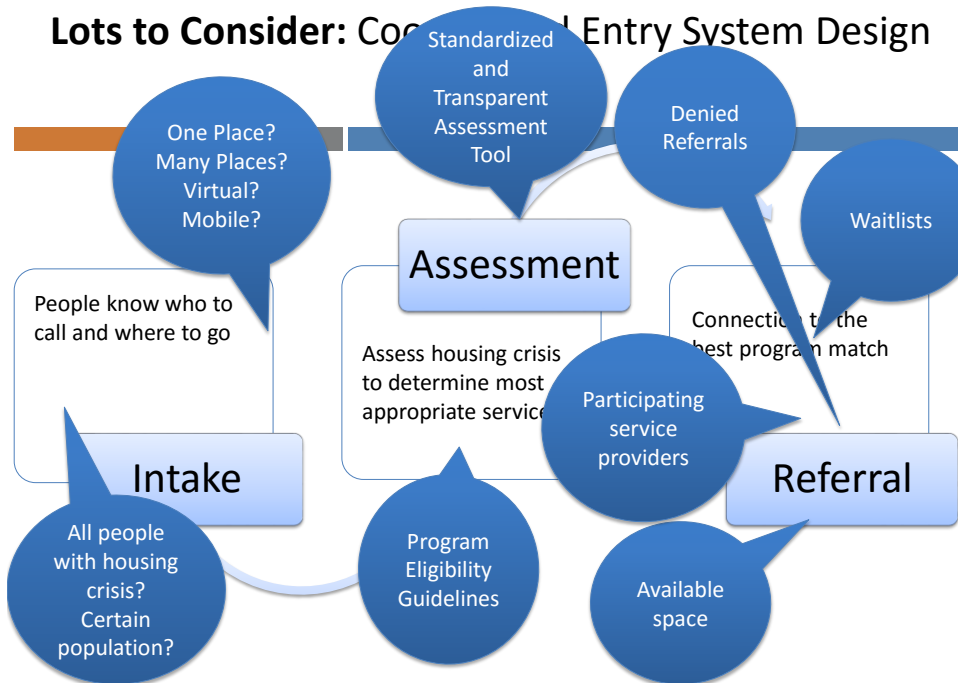 Lots to Consider: Coo Entry System Design
One Place?
Many Places?
Virtual?
Mobile?
Standardized
and
Transparent
Assessment
Tool
Denied
Referrals
Waitlists
People know who to
call and where to go
Intake
All people
with housing
crisis?
Certain
population?
Assessment
Assess housing crisis
to determine most
appropriate service
Program
Eligibility
Guidelines
Connection to the
best program match
Participating
service
providers
Referral
Available
space